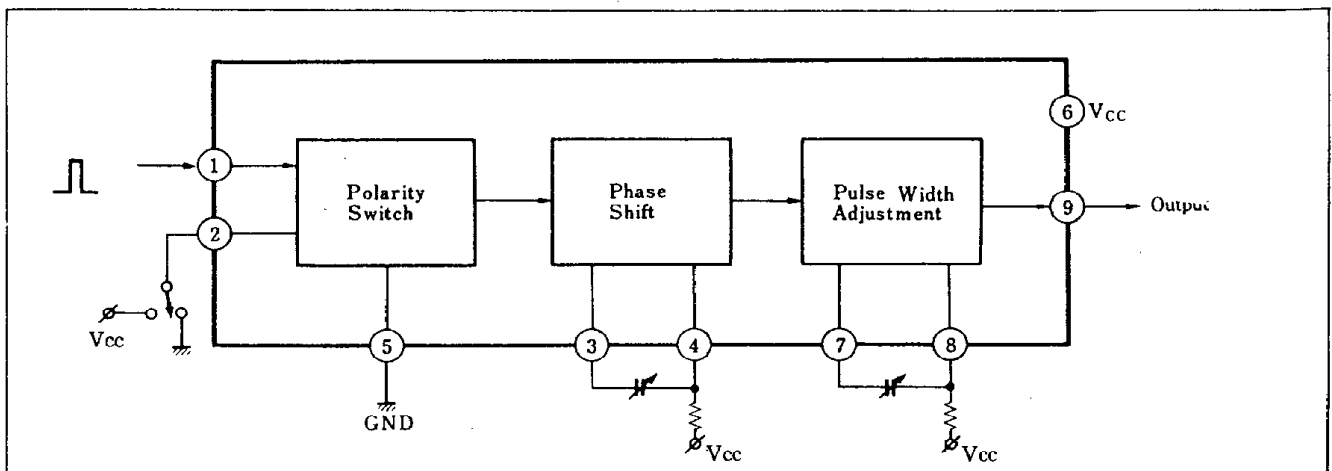 6 VCC
1
Polarity
Switch
Phase
Shift
Pulse Width
Adjustment
9 Output
2
Vcc
5
3
4
7
8
GND
Vcc
Vcc